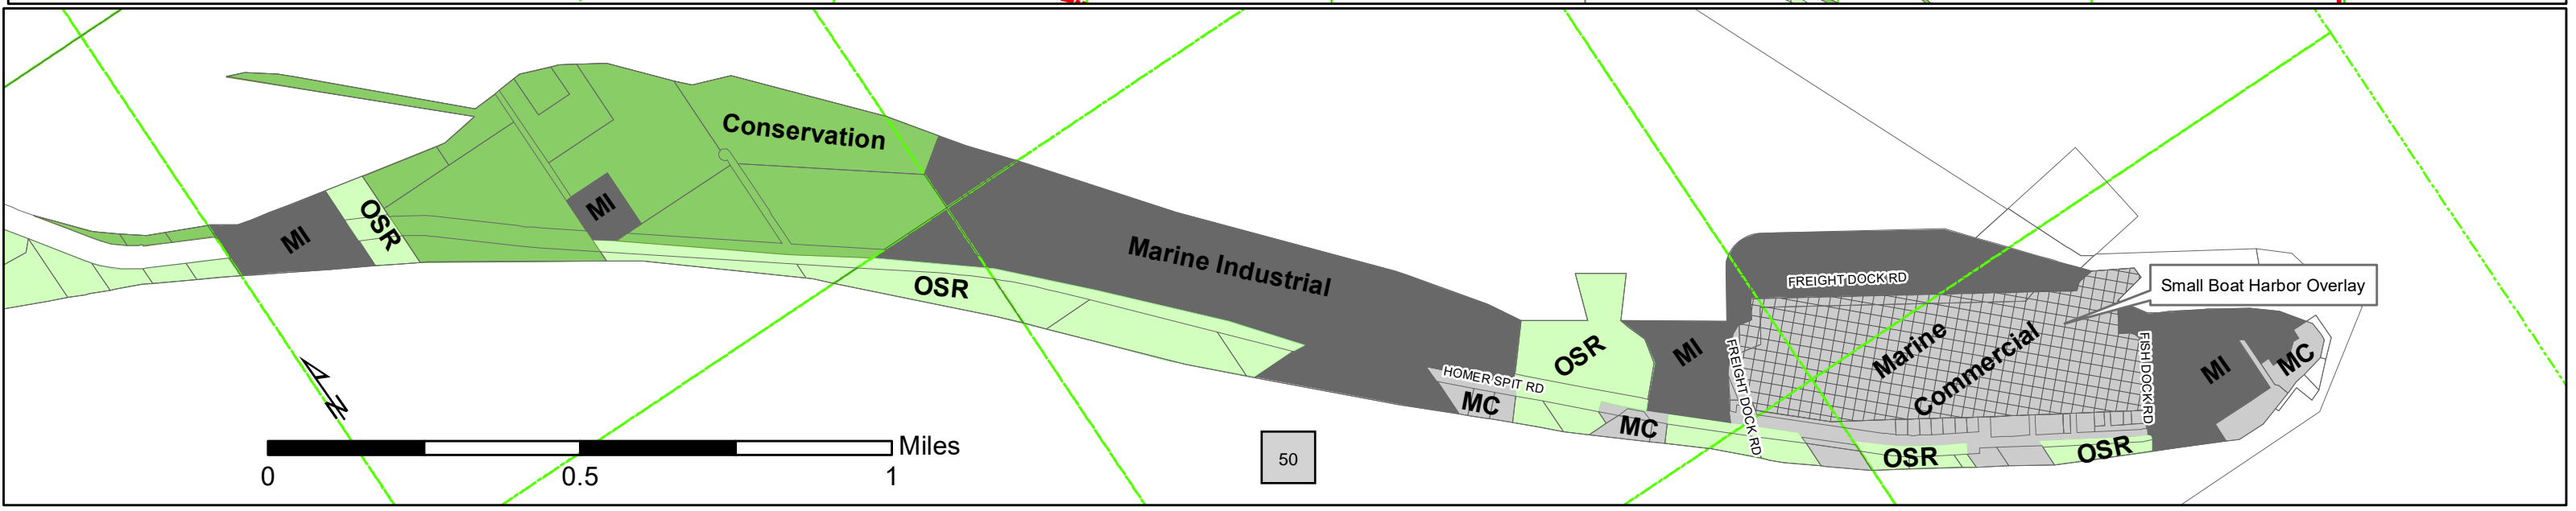 Conservation
MI
OSR
MI
Marine Industrial
OSR
FREIGHT DOCK RD
Small Boat Harbor Overlay
OSR
MI
FREIGHT DOCK RD
Marine
Commercial
FISH DOCK RD
MI
MC
HOMER SPIT RD
MC
MC
OSR
OSR
N
Miles
0 0.5 1
50